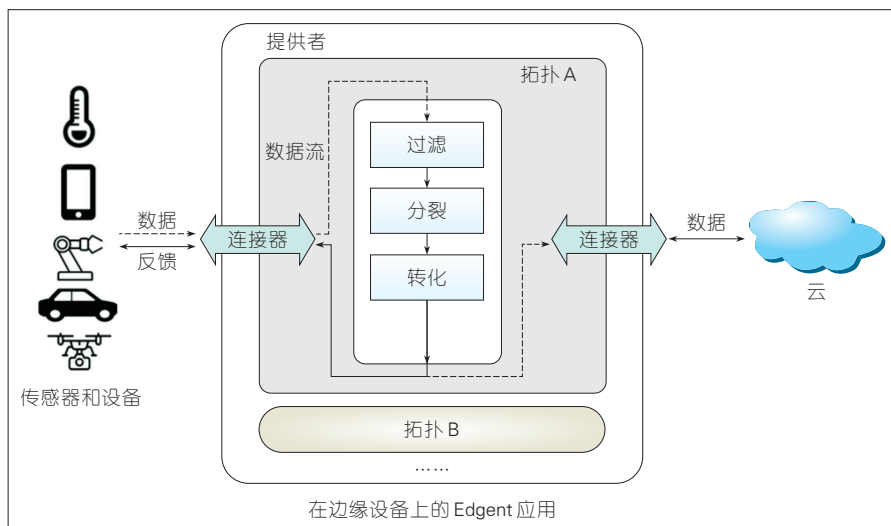 提供者
拓扑 A
数据流
过滤
分裂
转化
数据
反馈
连接器
连接器
数据
云
传感器和设备
拓扑 B
……
在边缘设备上的 Edgent 应用